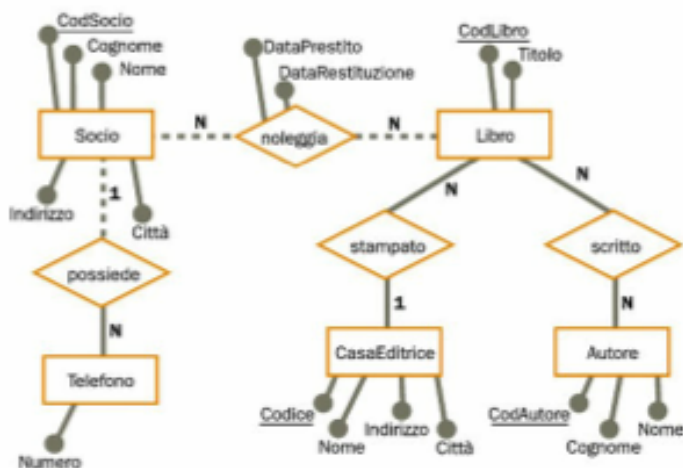 CodSocio
Cognome
Nome
DataPrestito
DataRestituzione
CodLibro
Titolo
Socio
N
noleggia
N
Libro
Indirizzo
1
Città
N
N
possiede
stampato
scritto
N
1
N
Telefono
CasaEditrice
Autore
Numero
Codice
Nome
Indirizzo
Città
CodAutore
Cognome
Nome